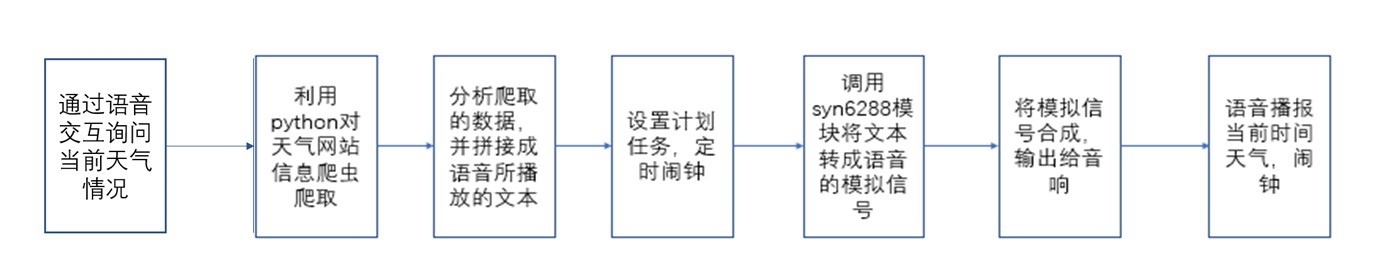 通过语音
交互询问
当前天气
情况
利用
python对
天气网站
信息爬虫
爬取
分析爬取
的数据，
并拼接成
语音所播
放的文本
设置计划
任务，定
时闹钟
调用
syn6288模
块将文本
转成语音
的模拟信
号
将模拟信
号合成，
输出给音
响
语音播报
当前时间
天气，闹
钟